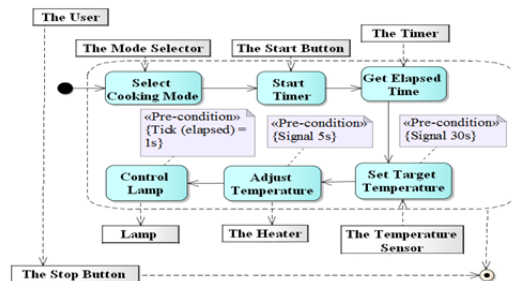 The User
The Mode Selector
The Start Button
The Timer
Select
Cooking Mode
Start
Timer
Get Elapsed
Time
«Pre-condition»
{Tick (elapsed) =
1s}
«Pre-condition»
{Signal 5s}
«Pre-condition»
{Signal 30s}
Control
Lamp
Adjust
Temperature
Set Target
Temperature
Lamp
The Heater
The Temperature
Sensor
The Stop Button